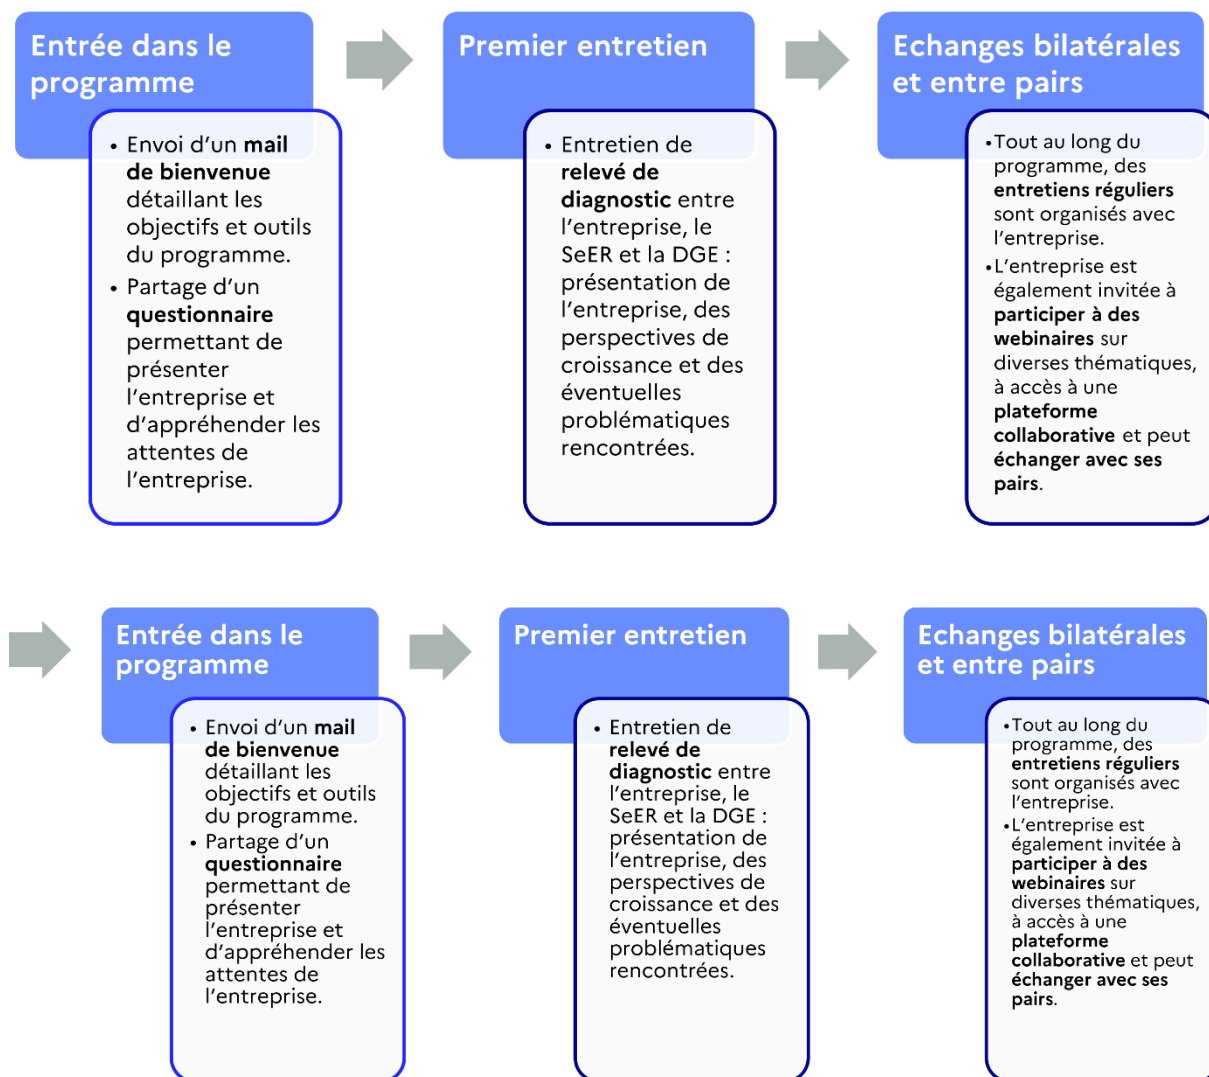 Entrée dans le
programme
• Envoi d'un mail
de bienvenue
détaillant les
objectifs et outils
du programme.
• Partage d'un
questionnaire
permettant de
présenter
l'entreprise et
d'appréhender les
attentes de
l'entreprise.
Premier entretien
• Entretien de
relevé de
diagnostic entre
l'entreprise, le
SeER et la DGE :
présentation de
l'entreprise, des
perspectives de
croissance et des
éventuelles
problématiques
rencontrées.
Echanges bilatérales
et entre pairs
•Tout au long du
programme, des
entretiens réguliers
sont organisés avec
l'entreprise.
•L'entreprise est
également invitée à
participer à des
webinaires sur
diverses thématiques,
à accès à une
plateforme
collaborative et peut
échanger avec ses
pairs.
Entrée dans le
programme
• Envoi d'un mail
de bienvenue
détaillant les
objectifs et outils
du programme.
• Partage d'un
questionnaire
permettant de
présenter
l'entreprise et
d'appréhender les
attentes de
l'entreprise.
Premier entretien
• Entretien de
relevé de
diagnostic entre
l'entreprise, le
SeER et la DGE :
présentation de
l'entreprise, des
perspectives de
croissance et des
éventuelles
problématiques
rencontrées.
Echanges bilatérales
et entre pairs
•Tout au long du
programme, des
entretiens réguliers
sont organisés avec
l'entreprise.
•L'entreprise est
également invitée à
participer à des
webinaires sur
diverses thématiques,
à accès à une
plateforme
collaborative et peut
échanger avec ses
pairs.